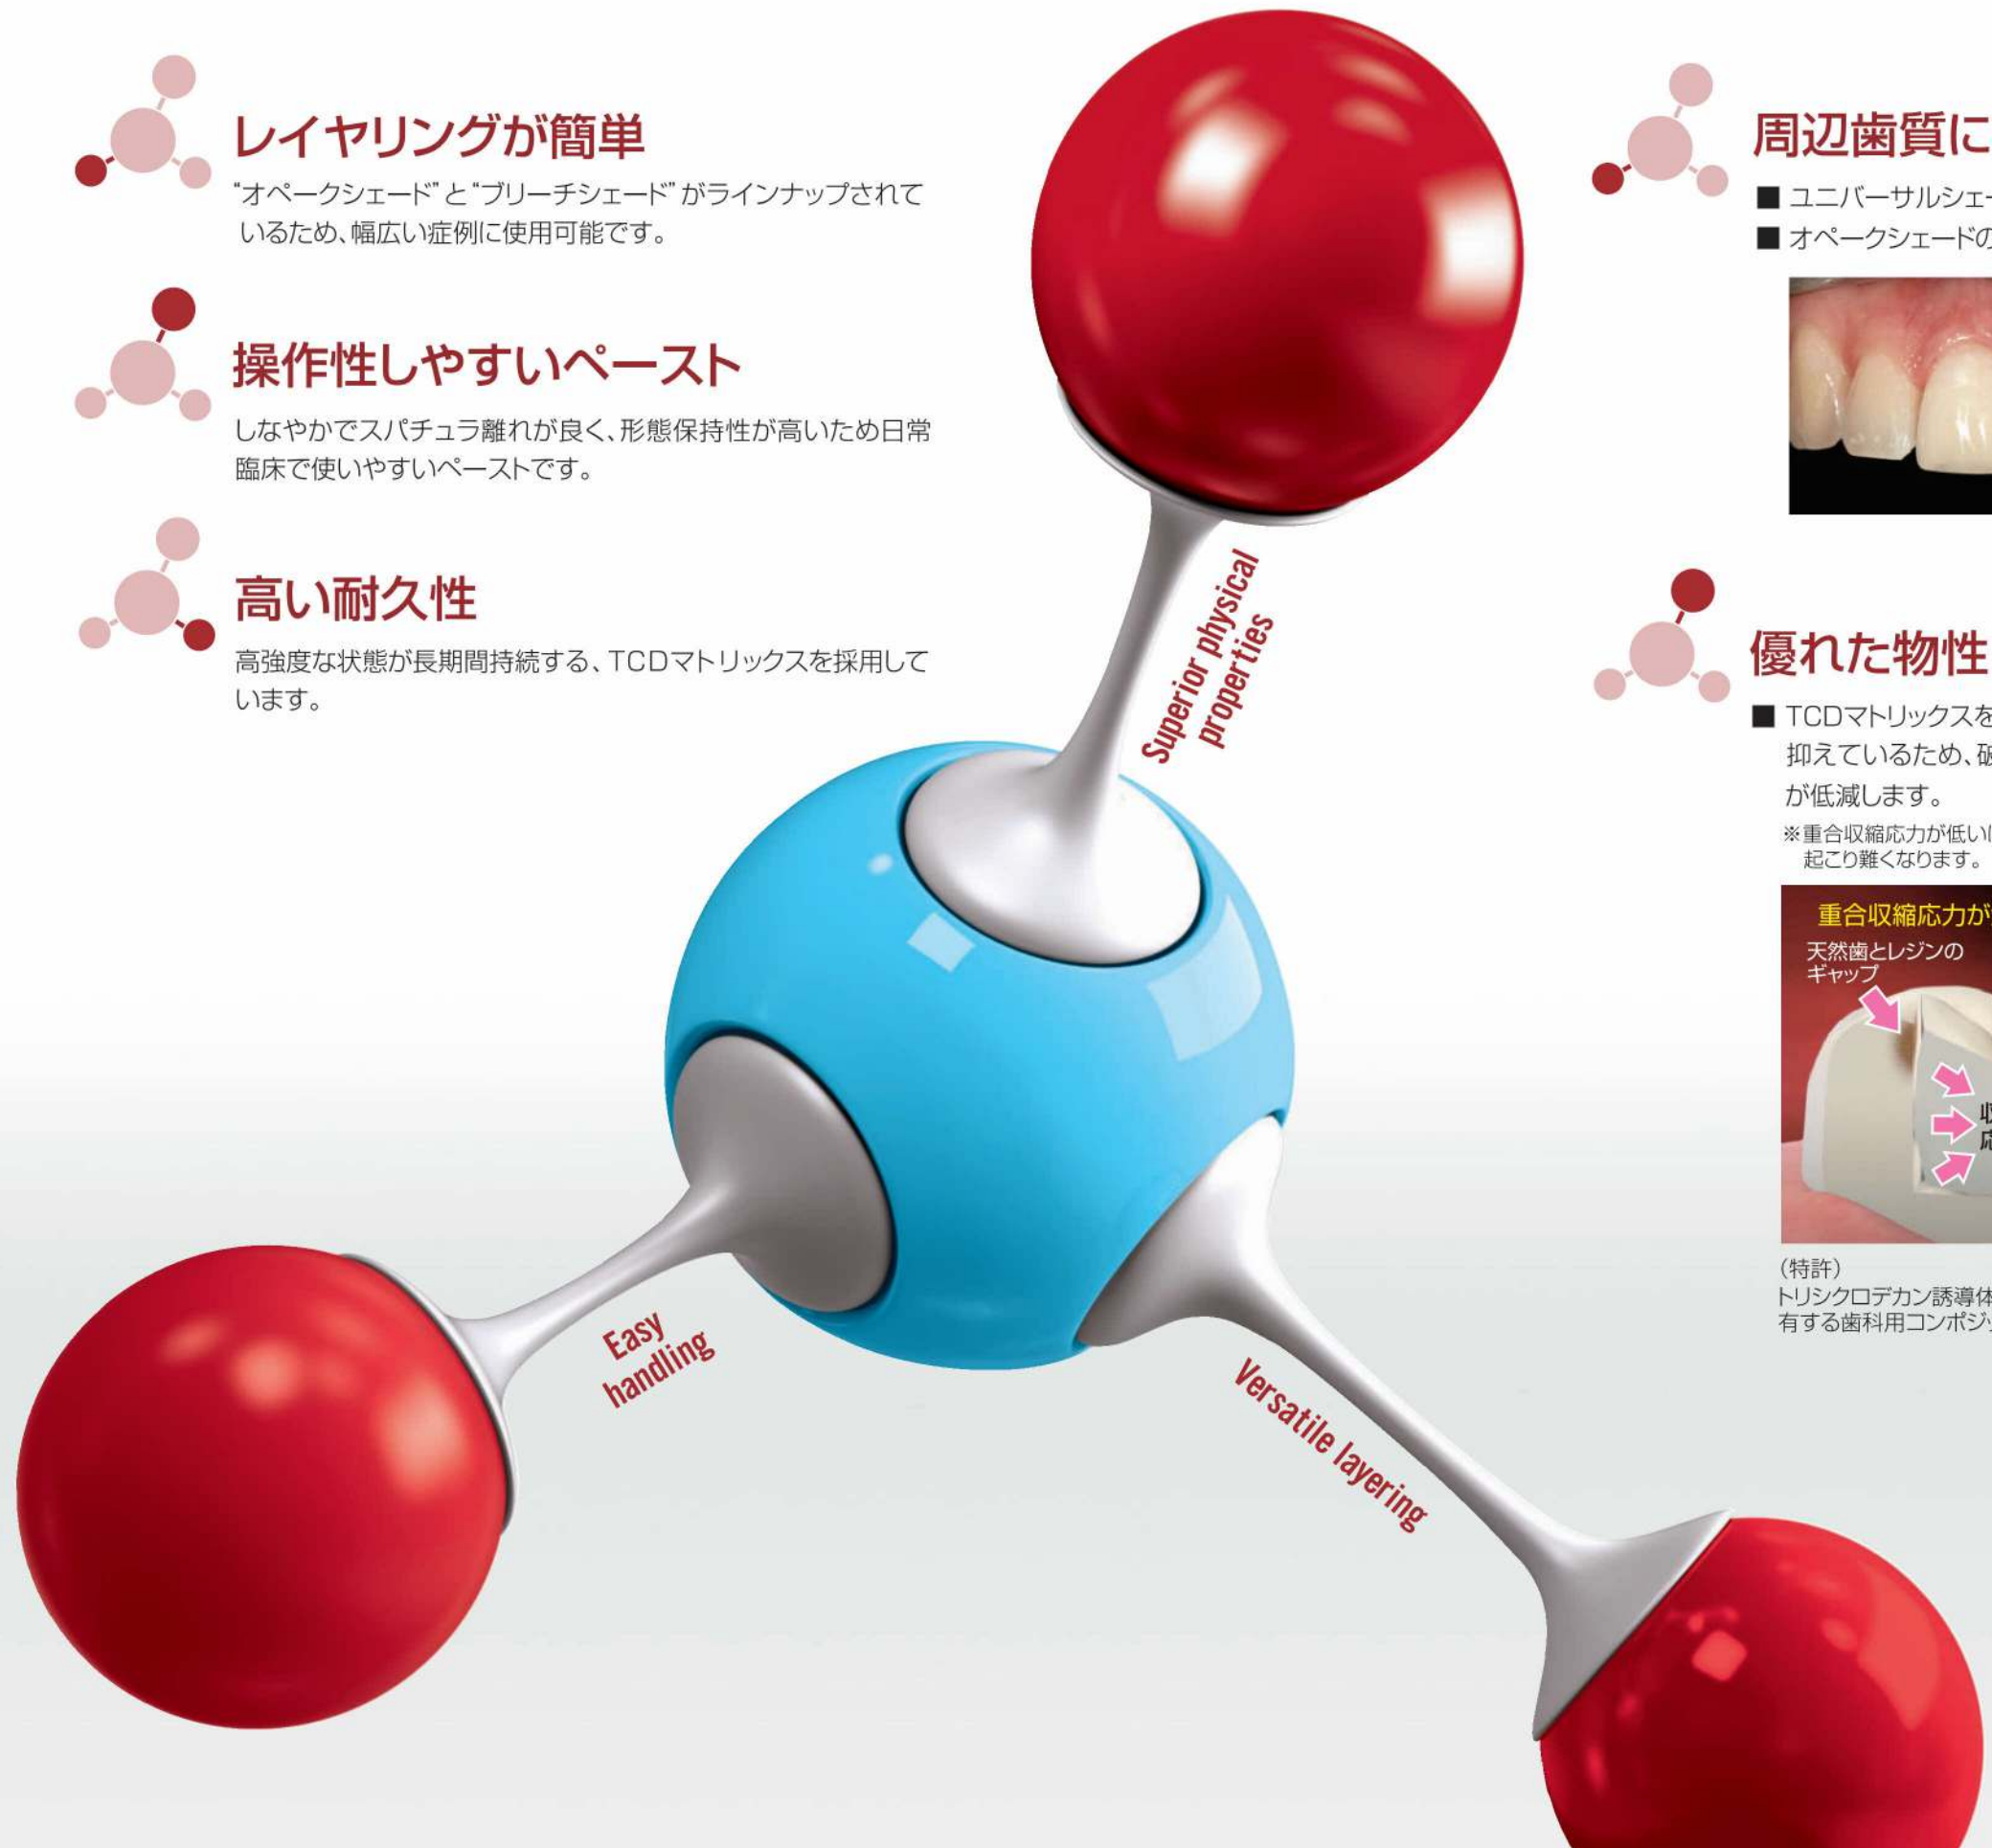 レイヤリングが簡単
“オペークシェード”と“ブリーチシェード”がラインナップされて
いるため、幅広い症例に使用可能です。
操作性しやすいペースト
しなやかでスパチュラ離れが良く、形態保持性が高いため日常
臨床で使いやすいペーストです。
高い耐久性
高強度な状態が長期間持続する、TCDマトリックスを採用して
います。
Superior physical
properties
Easy
handling
Versatile layering
周辺歯質に
■ ユニバーサルシェー
■ オペークシェードの
優れた物性
■ TCDマトリックスを
抑えているため、破
が低減します。
※重合収縮応力が低い
起こり難くなります。
重合収縮応力が
天然歯とレジンの
ギャップ
収
応
（特許）
トリシクロデカン誘導体
有する歯科用コンポジッ